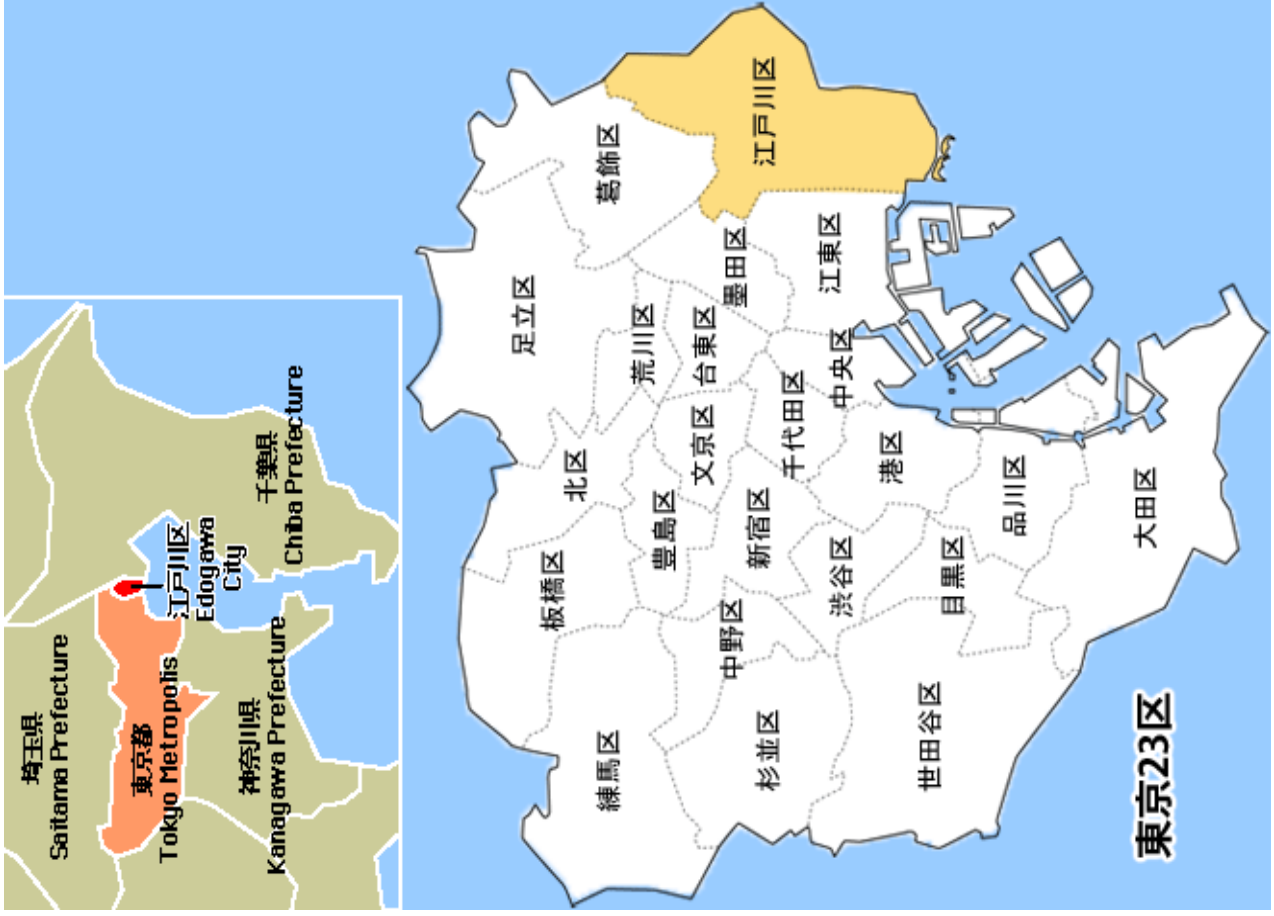 埼玉県
Saitama Prefecture
東京都
Tokyo Metropolis
神奈川県
Kanagawa Prefecture
江戸川区
Edogawa
City
千葉県
Chiba Prefecture
足立区
葛飾区
北区
板橋区
荒川区
練馬区
豊島区
文京区
台東区
墨田区
江戸川区
中野区
新宿区
杉並区
千代田区
江東区
中央区
渋谷区
港区
世田谷区
目黒区
品川区
大田区
東京23区